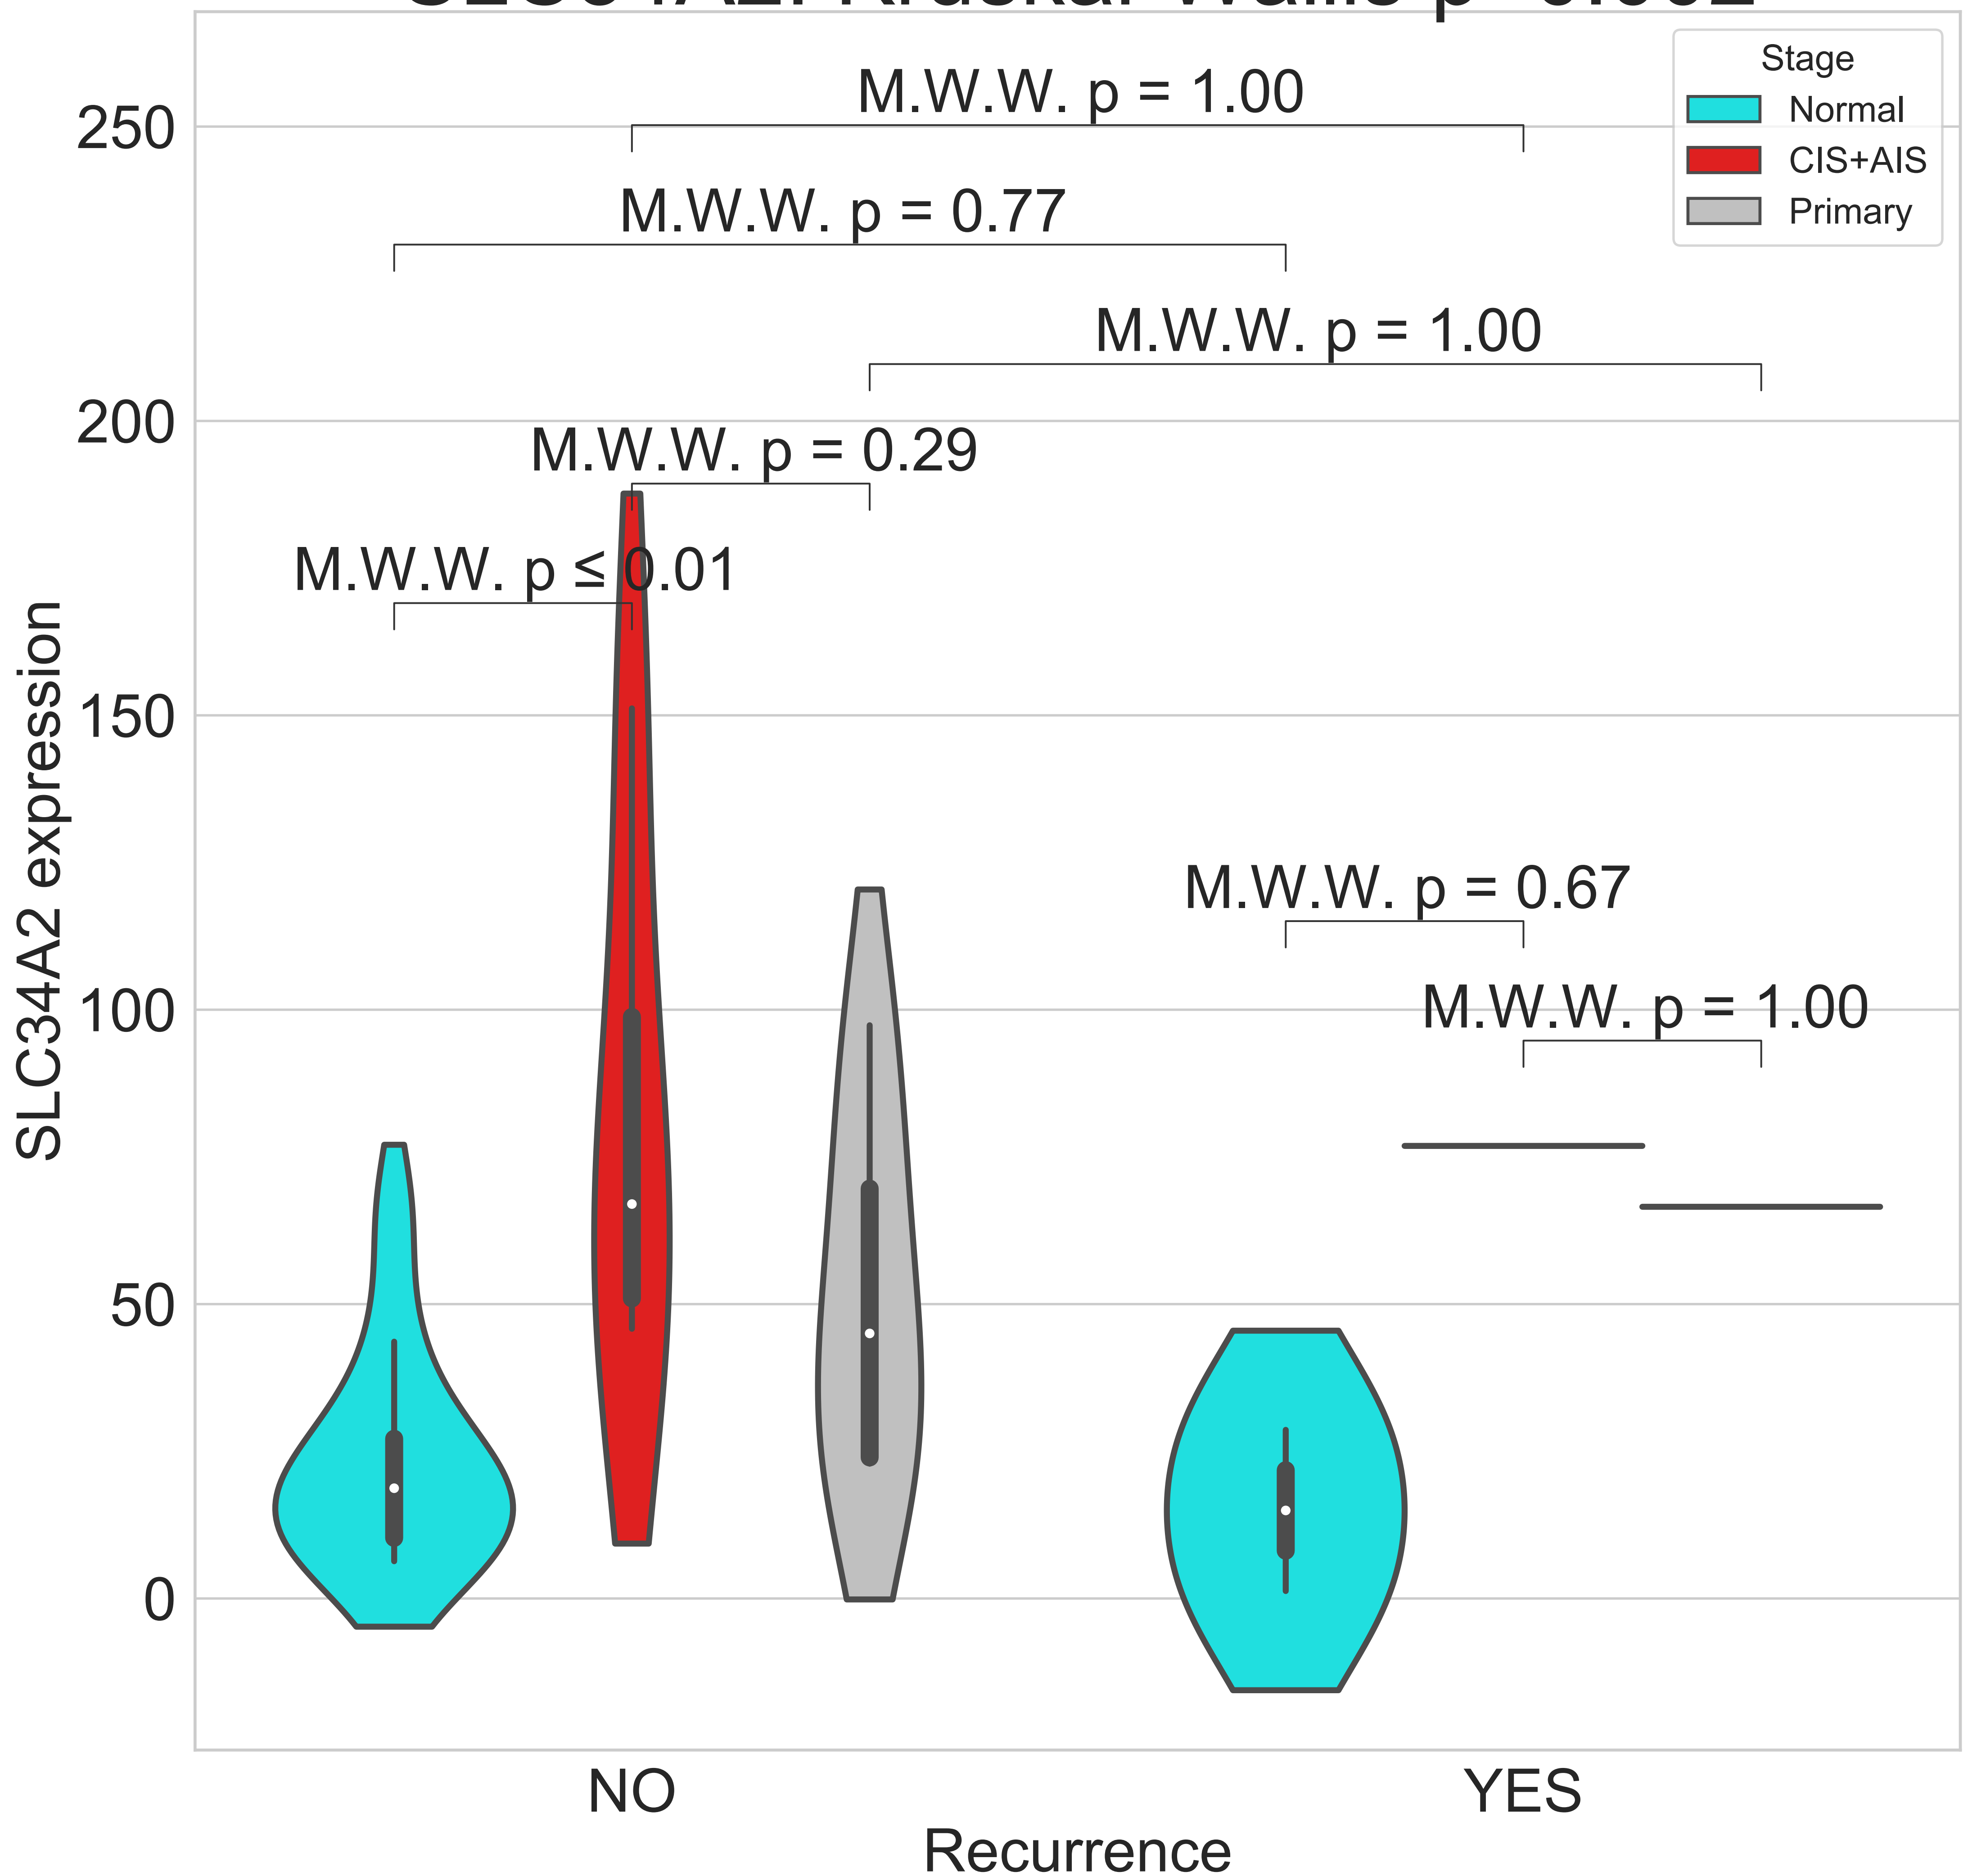 Stage
Normal
CIS+AIS
Primary
M.W.W. p = 1.00
M.W.W. p = 0.77
M.W.W. p = 1.00
M.W.W. p = 0.29
M.W.W. p ≤ 0.01
M.W.W. p = 0.67
M.W.W. p = 1.00
250
200
150
100
50
0
SLC34A2 expression
NO
YES
Recurrence